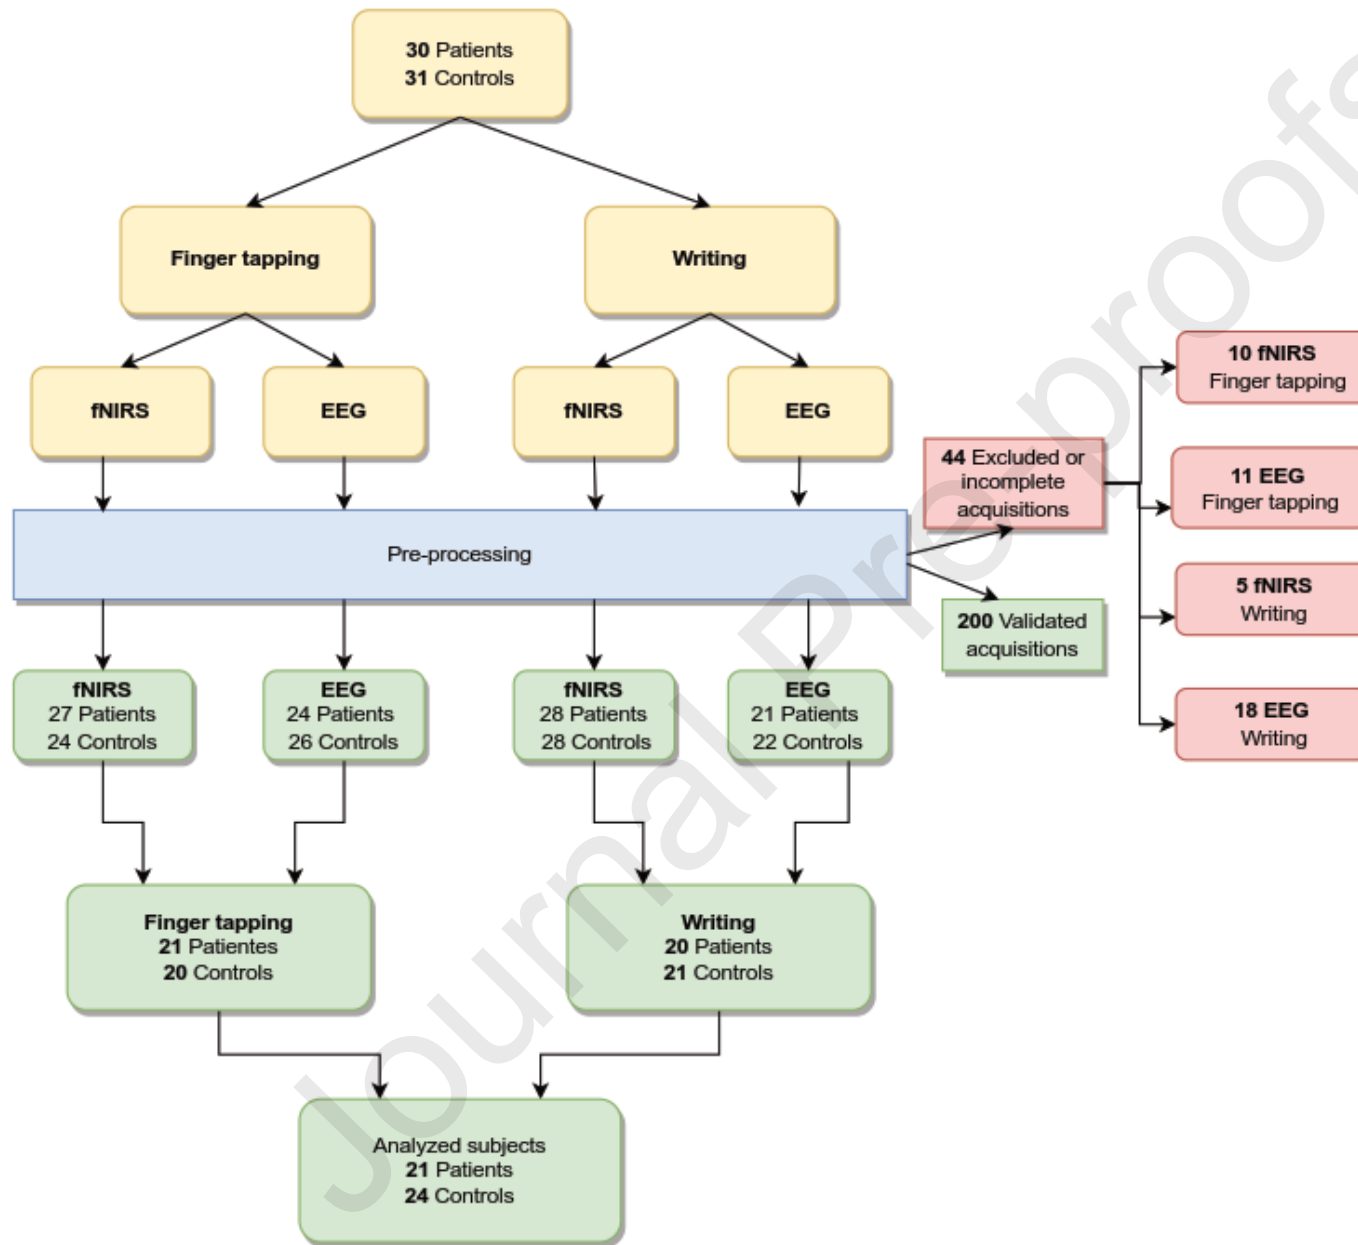 30 Patients
31 Controls
Finger tapping
Writing
fNIRS
EEG
fNIRS
EEG
10 fNIRS
Finger tapping
44 Excluded or
incomplete
acquisitions
11 EEG
Finger tapping
Pre-processing
5 fNIRS
Writing
200 Validated
acquisitions
fNIRS
27 Patients
24 Controls
EEG
24 Patients
26 Controls
fNIRS
28 Patients
28 Controls
EEG
21 Patients
22 Controls
18 EEG
Writing
Finger tapping
21 Patientes
20 Controls
Writing
20 Patients
21 Controls
Analyzed subjects
21 Patients
24 Controls
Journal Pre-proofs